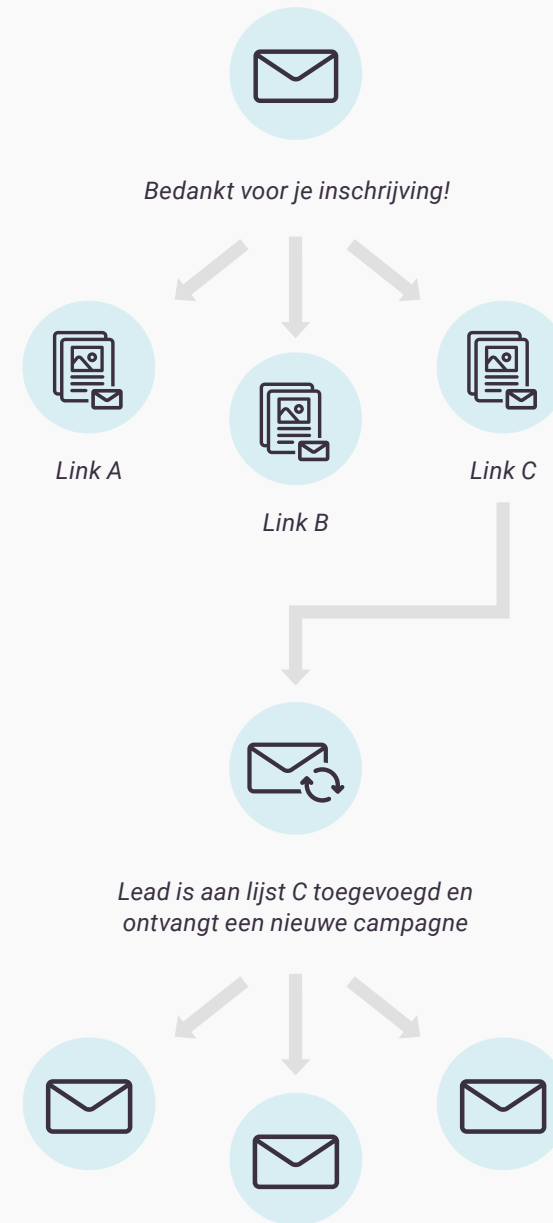 Bedankt voor je inschrijving!
Link A
Link B
Link C
Lead is aan lijst C toegevoegd en
ontvangt een nieuwe campagne